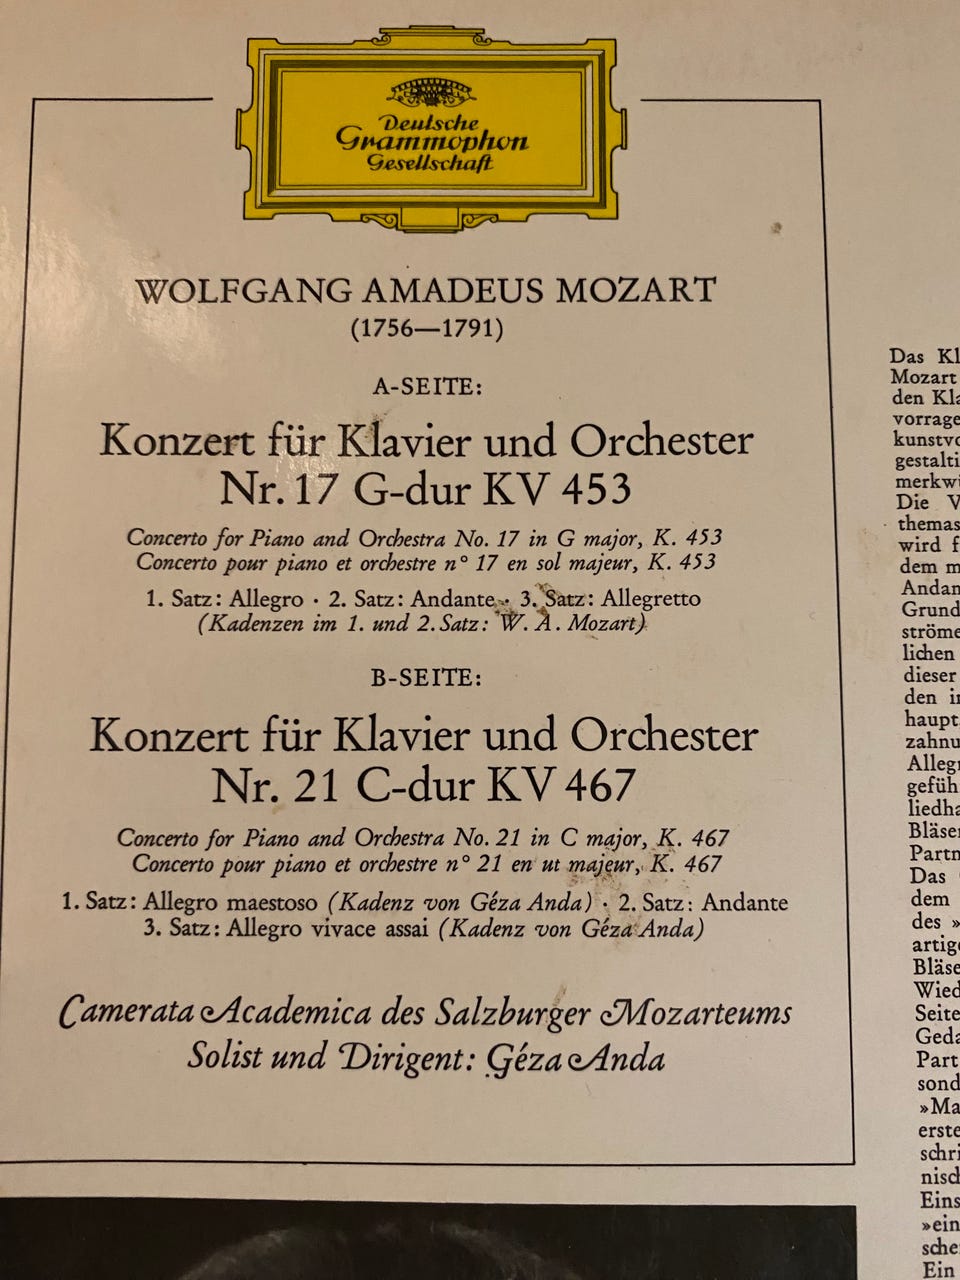 Deutsche
Grammophon
Gesellschaft
WOLFGANG AMADEUS MOZART
(1756—1791)
A-SEITE:
Konzert für Klavier und Orchester
Nr. 17 G-dur KV 453
Concerto for Piano and Orchestra No. 17 in G major, K. 453
Concerto pour piano et orchestre n° 17 en sol majeur, K. 453
1. Satz: Allegro · 2. Satz: Andante · 3. Satz: Allegretto
(Kadenzen im 1. und 2. Satz: W. A. Mozart)
B-SEITE:
Konzert für Klavier und Orchester
Nr. 21 C-dur KV 467
Concerto for Piano and Orchestra No. 21 in C major, K. 467
Concerto pour piano et orchestre n° 21 en ut majeur, K. 467
1. Satz: Allegro maestoso (Kadenz von Géza Anda) · 2. Satz: Andante
3. Satz: Allegro vivace assai (Kadenz von Géza Anda)
Camerata Academica des Salzburger Mozarteums
Solist und Dirigent: Géza Anda
Das
Mozart
den
Die
wird
dem
lichen
dieser
den
Das
dem
des